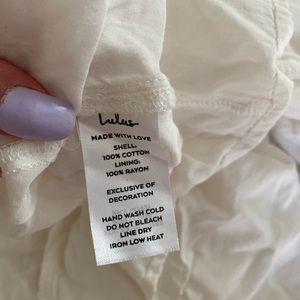 Lulus
MADE WITH LOVE
SHELL:
100% COTTON
LINING:
100% RAYON
EXCLUSIVE OF
DECORATION
HAND WASH COLD
DO NOT BLEACH
LINE DRY
IRON LOW HEAT